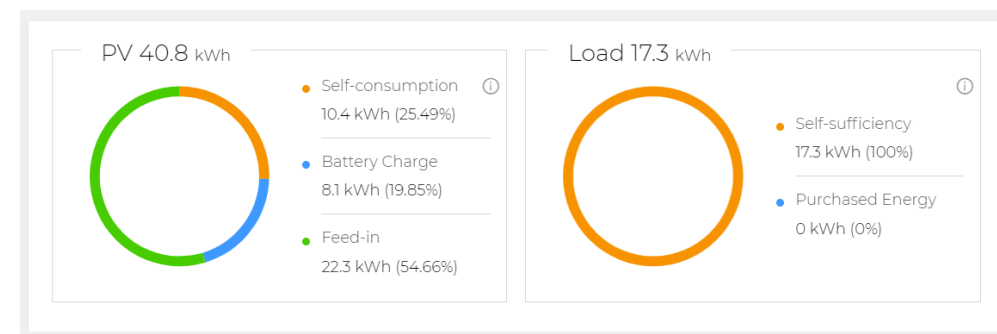 PV 40.8 kWh
Self-consumption
10.4 kWh (25.49%)
Battery Charge
8.1 kWh (19.85%)
Feed-in
22.3 kWh (54.66%)
Load 17.3 kWh
Self-sufficiency
17.3 kWh (100%)
Purchased Energy
0 kWh (0%)